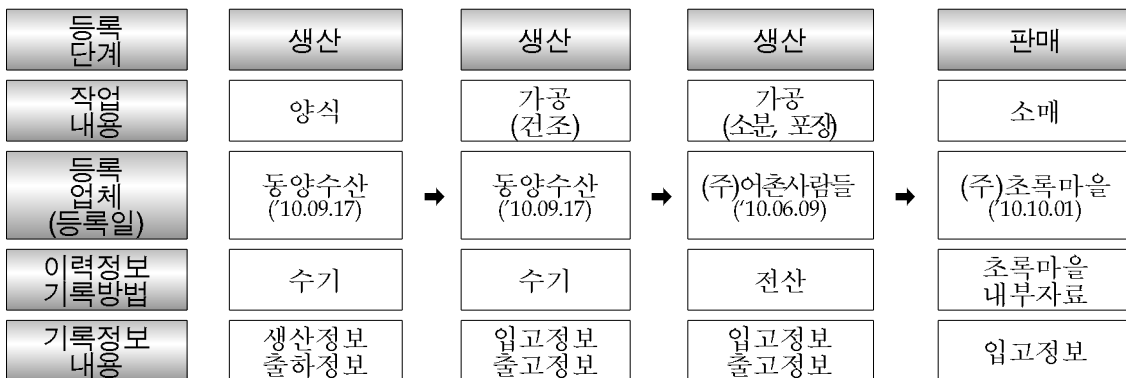 등록
단계
생산
생산
생산
판매
작업
내용
양식
가공
(건조)
가공
(소분, 포장)
소매
등록
업체
(등록일)
동양수산
('10.09.17)
➡
동양수산
('10.09.17)
➡
(주)어촌사람들
('10.06.09)
➡
(주)초록마을
('10.10.01)
이력정보
기록방법
수기
수기
전산
초록마을
내부자료
기록정보
내용
생산정보
출하정보
입고정보
출고정보
입고정보
출고정보
입고정보